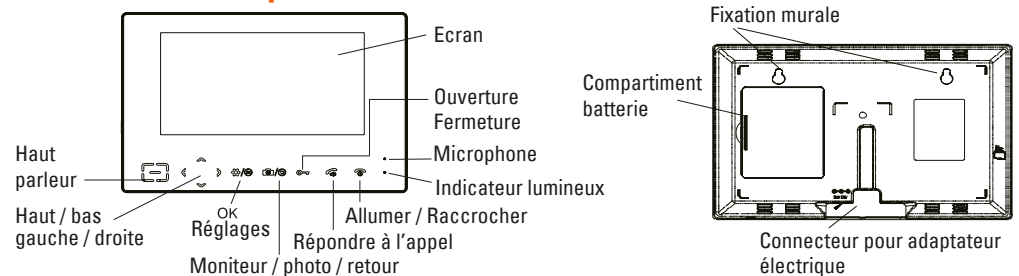 Ecran
Ouverture
Fermeture
Microphone
Indicateur lumineux
Allumer / Raccrocher
Répondre à l'appel
Moniteur / photo / retour
OK
Réglages
Haut
parleur
Haut / bas
gauche / droite
Fixation murale
Compartiment
batterie
Connecteur pour adaptateur
électrique